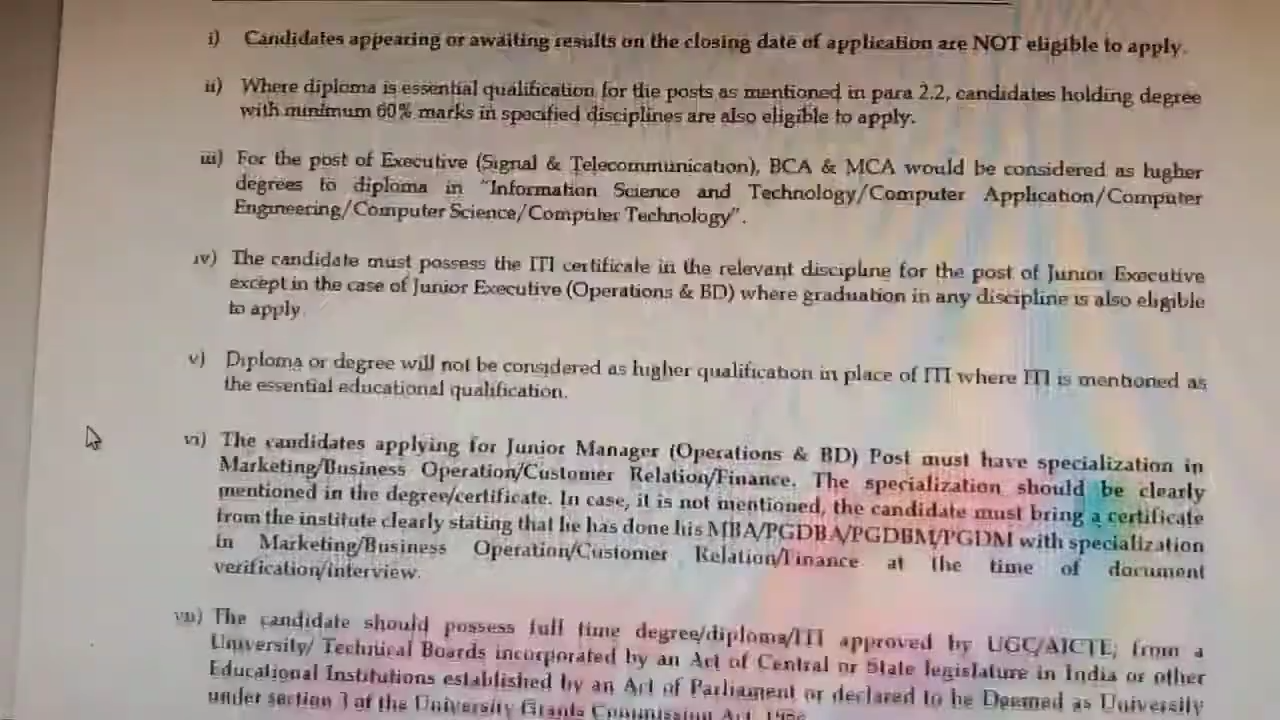 i) Candidates appearing or awaiting results on the closing date of application are NOT eligible to apply.
ii) Where diploma is essential qualification for the posts as mentioned in para 2.2, candidates holding degree
with minimum 60% marks in specified disciplines are also eligible to apply.
iii) For the post of Executive (Signal & Telecommunication), BCA & MCA would be considered as higher
degrees to diploma in "Information Science and Technology/Computer Application/Computer
Engineering/Computer Science/Computer Technology".
iv) The candidate must possess the ITI certificate in the relevant discipline for the post of Junior Executive
except in the case of Junior Executive (Operations & BD) where graduation in any discipline is also eligible
to apply.
v) Diploma or degree will not be considered as higher qualification in place of ITI where ITI is mentioned as
the essential educational qualification.
vi) The candidates applying for Junior Manager (Operations & BD) Post must have specialization in
Marketing/Business Operation/Customer Relation/Finance. The specialization should be clearly
mentioned in the degree/certificate. In case, it is not mentioned, the candidate must bring a certificate
from the institute clearly stating that he has done his MBA/PGDBA/PGDBM/PGDM with specialization
in Marketing/Business Operation/Customer Relation/Finance at the time of document
verification/interview.
vii) The candidate should possess full time degree/diploma/ITI approved by UGC/AICTE; from a
University/ Technical Boards incorporated by an Act of Central or State legislature in India or other
Educational Institutions established by an Act of Parliament or declared to be Deemed as University
under section 3 of the University Grants Commission Act,